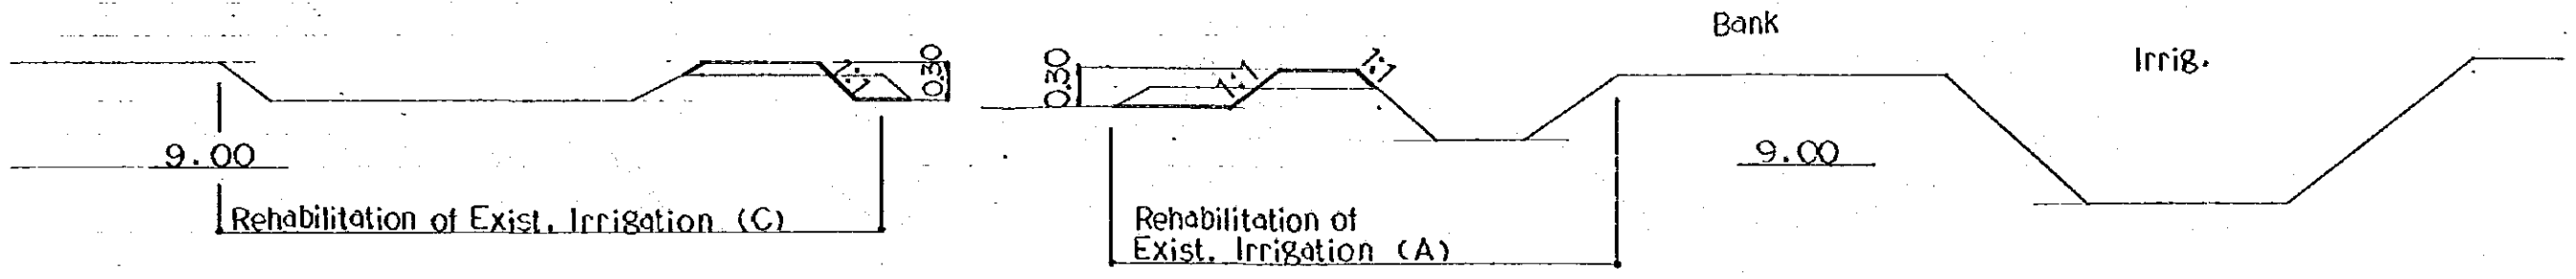 Bank
Irrig.
1:1
0.30
0.30
1:1
1:1
9.00
9.00
Rehabilitation of Exist. Irrigation (C)
Rehabilitation of
Exist. Irrigation (A)